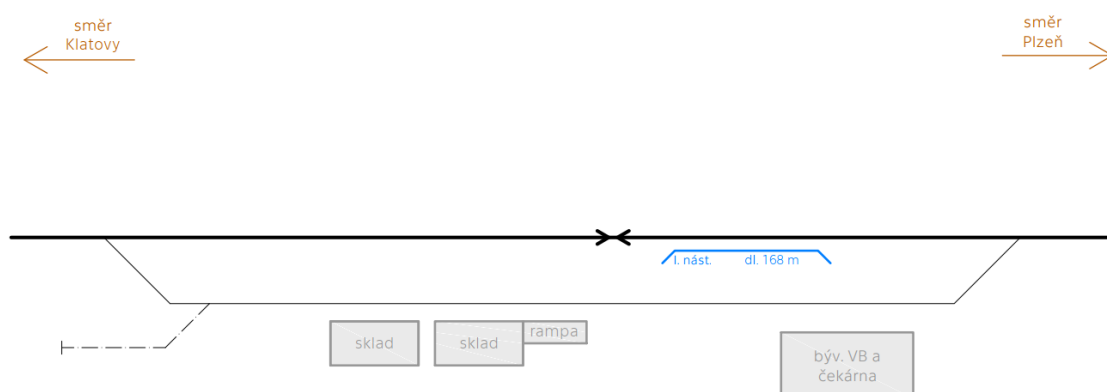 směr
Klatovy
směr
Plzeň
I. nást. dl. 168 m
sklad
sklad
rampa
býv. VB a
čekárna